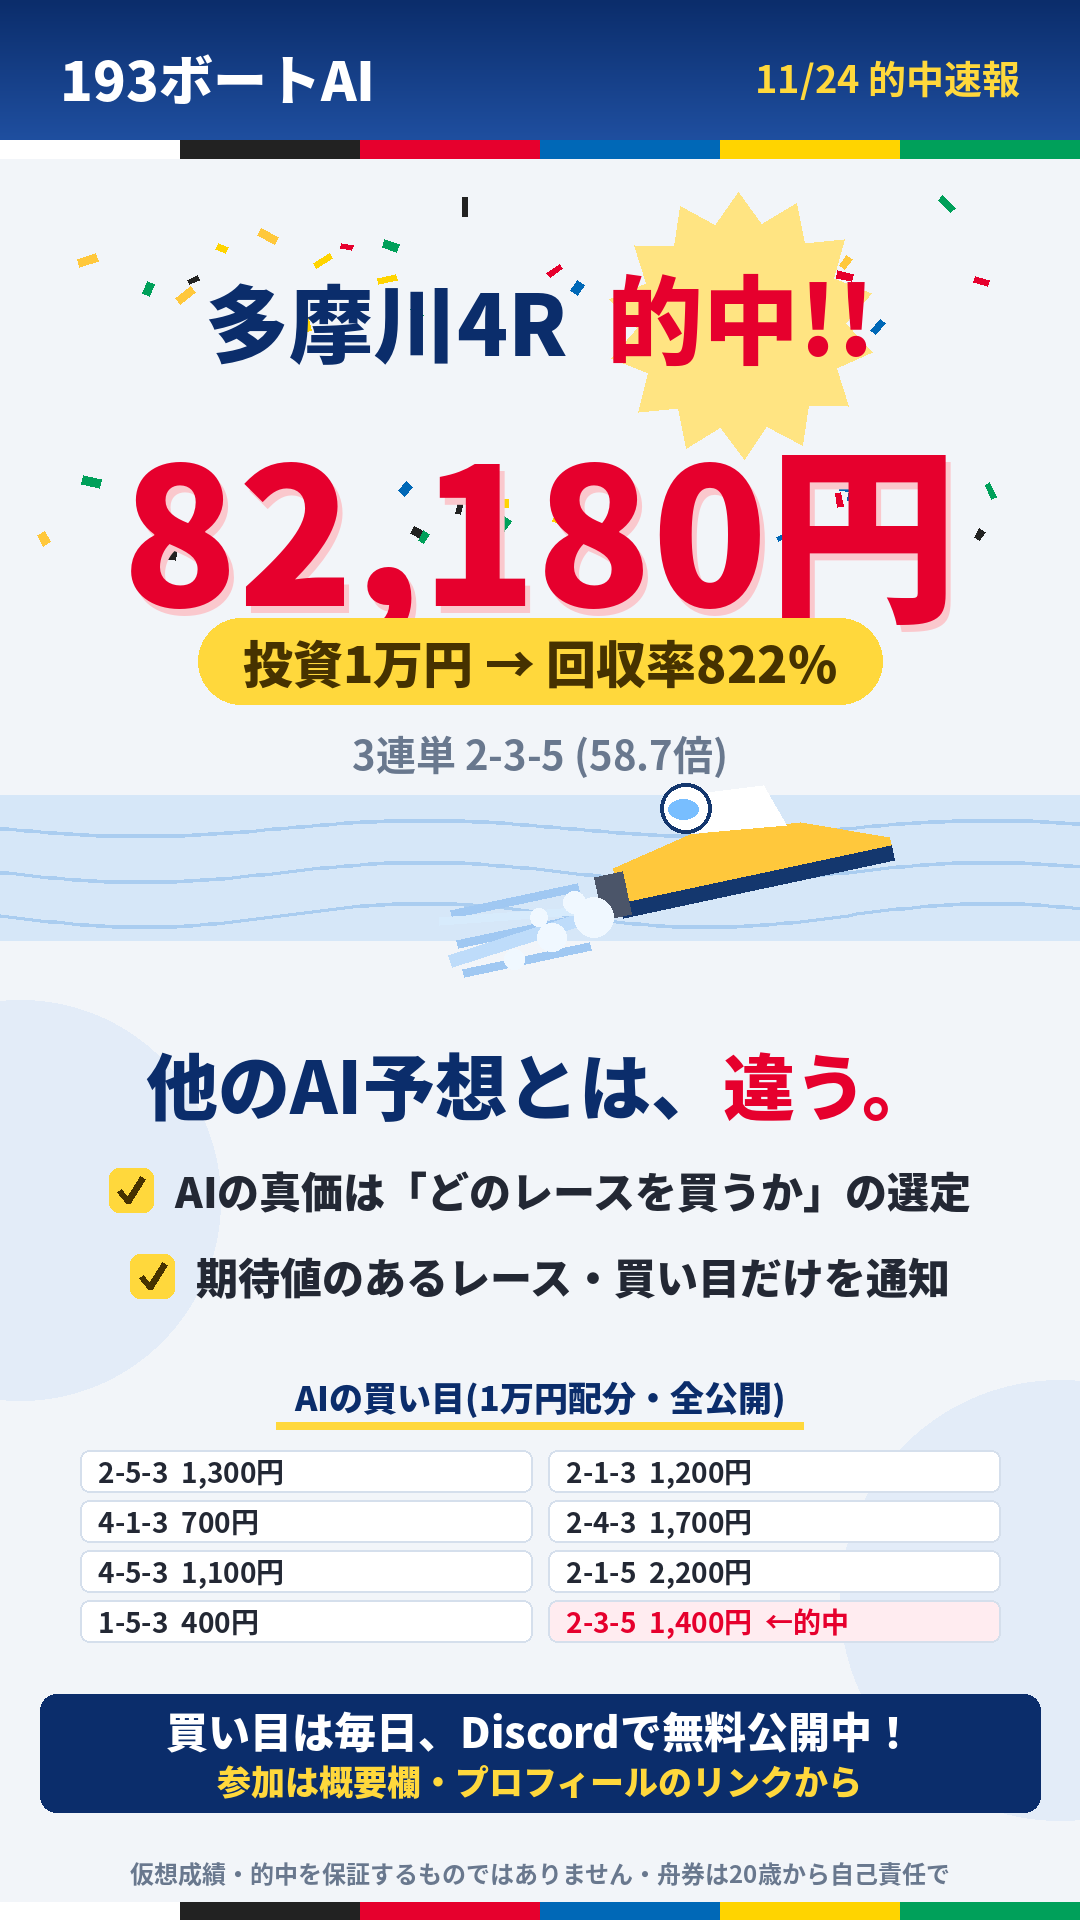 193ボートAI
11/24 的中速報
多摩川4R 的中!!
82,180円
投資1万円 → 回収率822%
3連単 2-3-5 (58.7倍)
他のAI予想とは、違う。
AIの真価は「どのレースを買うか」の選定
期待値のあるレース・買い目だけを通知
AIの買い目(1万円配分・全公開)
2-5-3 1,300円
2-1-3 1,200円
4-1-3 700円
2-4-3 1,700円
4-5-3 1,100円
2-1-5 2,200円
1-5-3 400円
2-3-5 1,400円 ←的中
買い目は毎日、Discordで無料公開中！
参加は概要欄・プロフィールのリンクから
仮想成績・的中を保証するものではありません・舟券は20歳から自己責任で